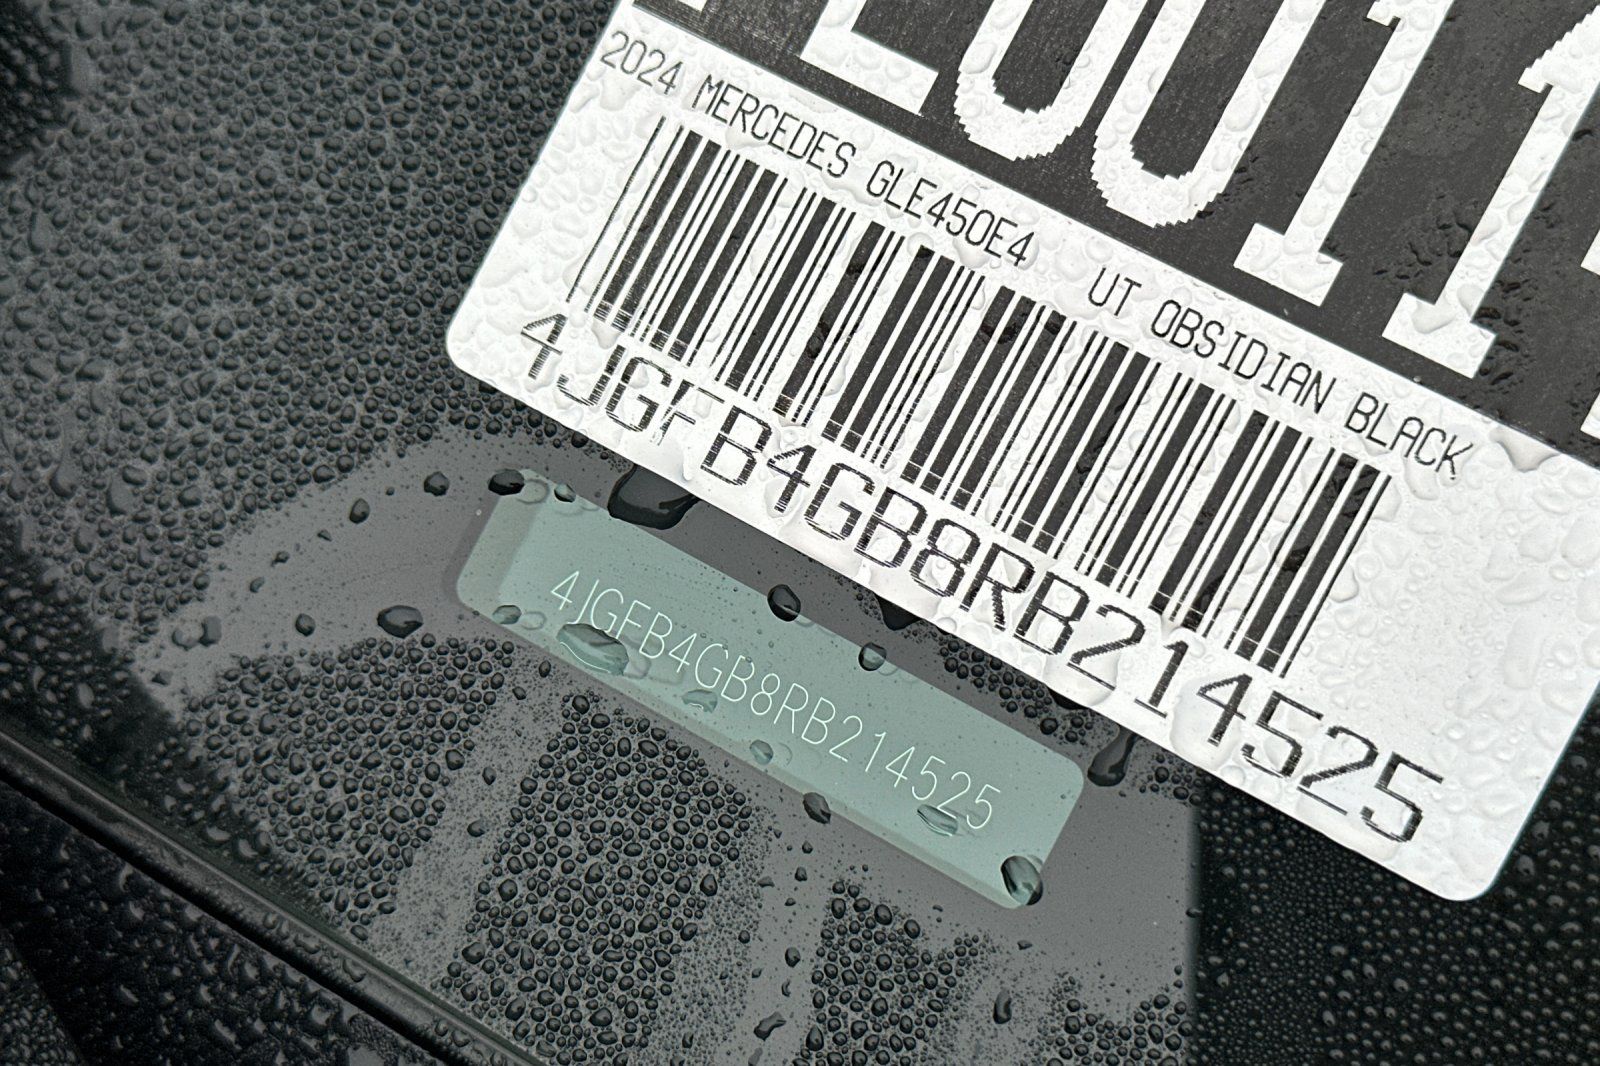 2024 MERCEDES GLE450E4 UT OBSIDIAN BLACK
4JGFB4GB8RB214525
4JGFB4GB8RB214525